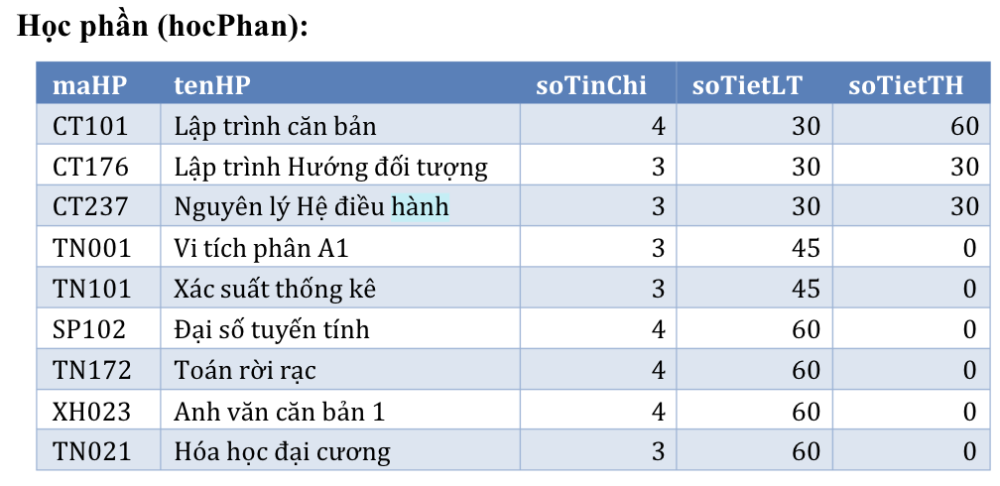 Học phần (hocPhan):
maHP tenHP soTinChi soTietLT soTietTH
CT101 Lập trình căn bản 4 30 60
CT176 Lập trình Hướng đối tượng 3 30 30
CT237 Nguyên lý Hệ điều hành 3 30 30
TN001 Vi tích phân A1 3 45 0
TN101 Xác suất thống kê 3 45 0
SP102 Đại số tuyến tính 4 60 0
TN172 Toán rời rạc 4 60 0
XH023 Anh văn căn bản 1 4 60 0
TN021 Hóa học đại cương 3 60 0